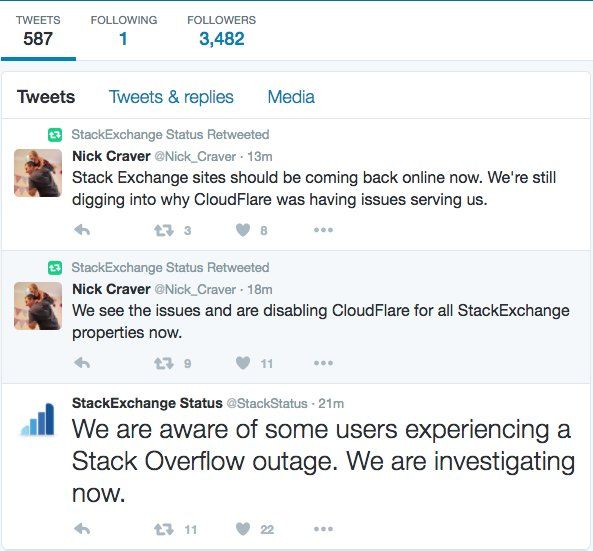 TWEETS FOLLOWING FOLLOWERS
587 1 3,482
Tweets Tweets & replies Media
StackExchange Status Retweeted
Nick Craver @Nick_Craver · 13m
Stack Exchange sites should be coming back online now. We're still
digging into why CloudFlare was having issues serving us.
3 8
StackExchange Status Retweeted
Nick Craver @Nick_Craver · 18m
We see the issues and are disabling CloudFlare for all StackExchange
properties now.
9 11
StackExchange Status @StackStatus · 21m
We are aware of some users experiencing a
Stack Overflow outage. We are investigating
now.
11 22